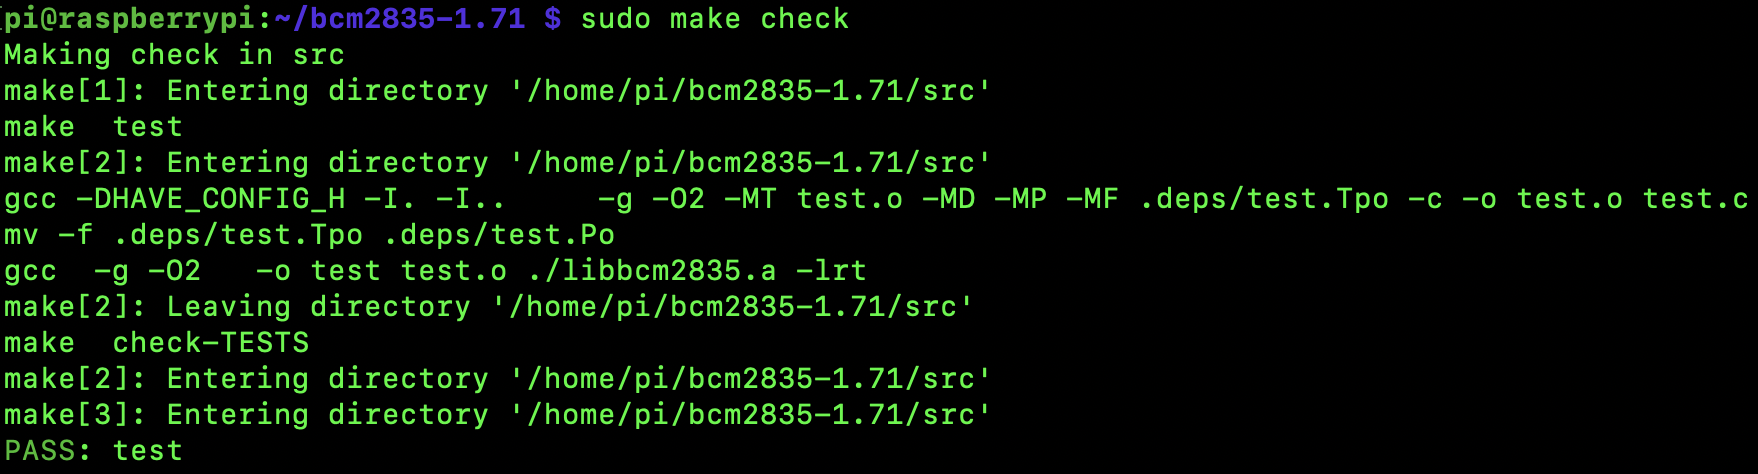 pi@raspberrypi:~/bcm2835-1.71 $ sudo make check
Making check in src
make[1]: Entering directory '/home/pi/bcm2835-1.71/src'
make  test
make[2]: Entering directory '/home/pi/bcm2835-1.71/src'
gcc -DHAVE_CONFIG_H -I. -I..     -g -O2 -MT test.o -MD -MP -MF .deps/test.Tpo -c -o test.o test.c
mv -f .deps/test.Tpo .deps/test.Po
gcc  -g -O2   -o test test.o ./libbcm2835.a -lrt
make[2]: Leaving directory '/home/pi/bcm2835-1.71/src'
make  check-TESTS
make[2]: Entering directory '/home/pi/bcm2835-1.71/src'
make[3]: Entering directory '/home/pi/bcm2835-1.71/src'
PASS: test